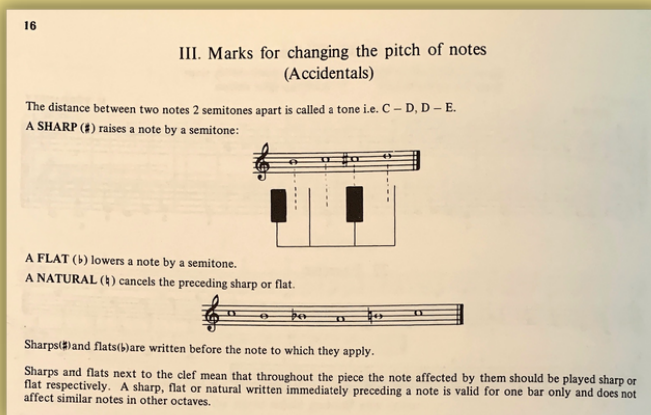 16
III. Marks for changing the pitch of notes
(Accidentals)
The distance between two notes 2 semitones apart is called a tone i.e. C – D, D – E.
A SHARP (♯) raises a note by a semitone:
A FLAT (♭) lowers a note by a semitone.
A NATURAL (♮) cancels the preceding sharp or flat.
Sharps(♯)and flats(♭)are written before the note to which they apply.
Sharps and flats next to the clef mean that throughout the piece the note affected by them should be played sharp or
flat respectively. A sharp, flat or natural written immediately preceding a note is valid for one bar only and does not
affect similar notes in other octaves.